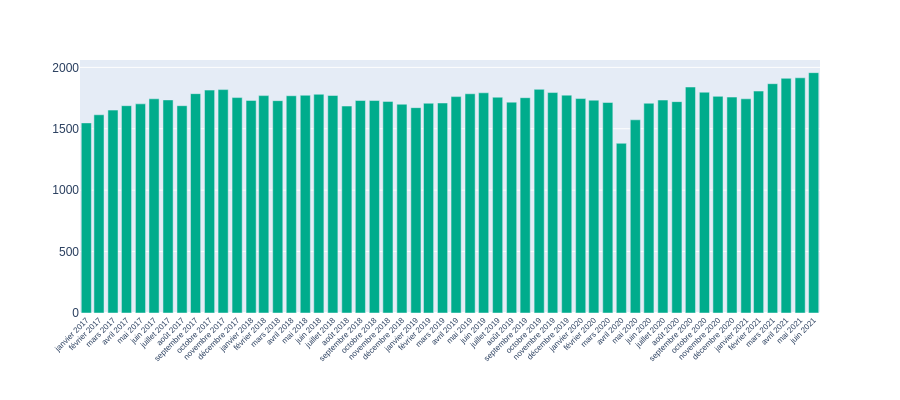 2000
1500
1000
500
0
janvier 2017
février 2017
mars 2017
avril 2017
mai 2017
juin 2017
juillet 2017
août 2017
septembre 2017
octobre 2017
novembre 2017
décembre 2017
janvier 2018
février 2018
mars 2018
avril 2018
mai 2018
juin 2018
juillet 2018
août 2018
septembre 2018
octobre 2018
novembre 2018
décembre 2018
janvier 2019
février 2019
mars 2019
avril 2019
mai 2019
juin 2019
juillet 2019
août 2019
septembre 2019
octobre 2019
novembre 2019
décembre 2019
janvier 2020
février 2020
mars 2020
avril 2020
mai 2020
juin 2020
juillet 2020
août 2020
septembre 2020
octobre 2020
novembre 2020
décembre 2020
janvier 2021
février 2021
mars 2021
avril 2021
mai 2021
juin 2021